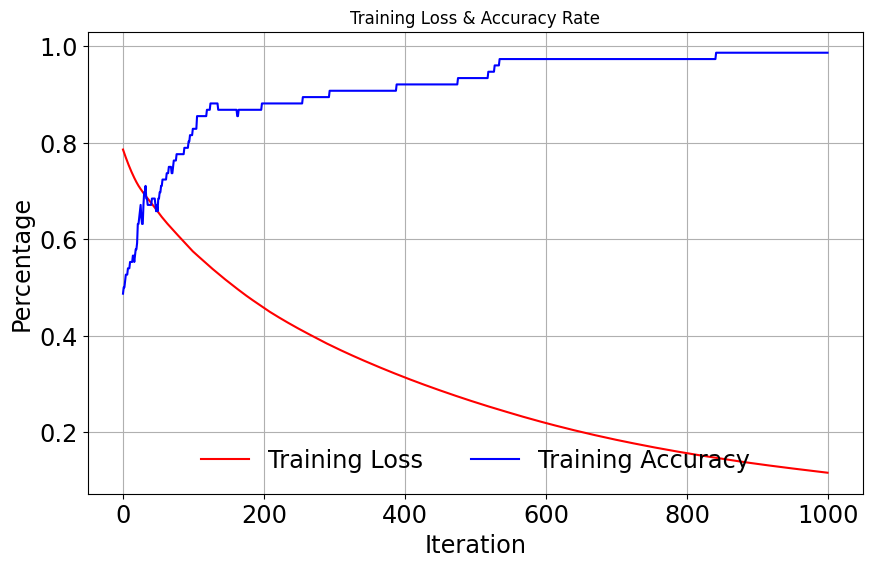 Training Loss & Accuracy Rate
1.0
0.8
0.6
0.4
0.2
Percentage
Training Loss
Training Accuracy
0 200 400 600 800 1000
Iteration